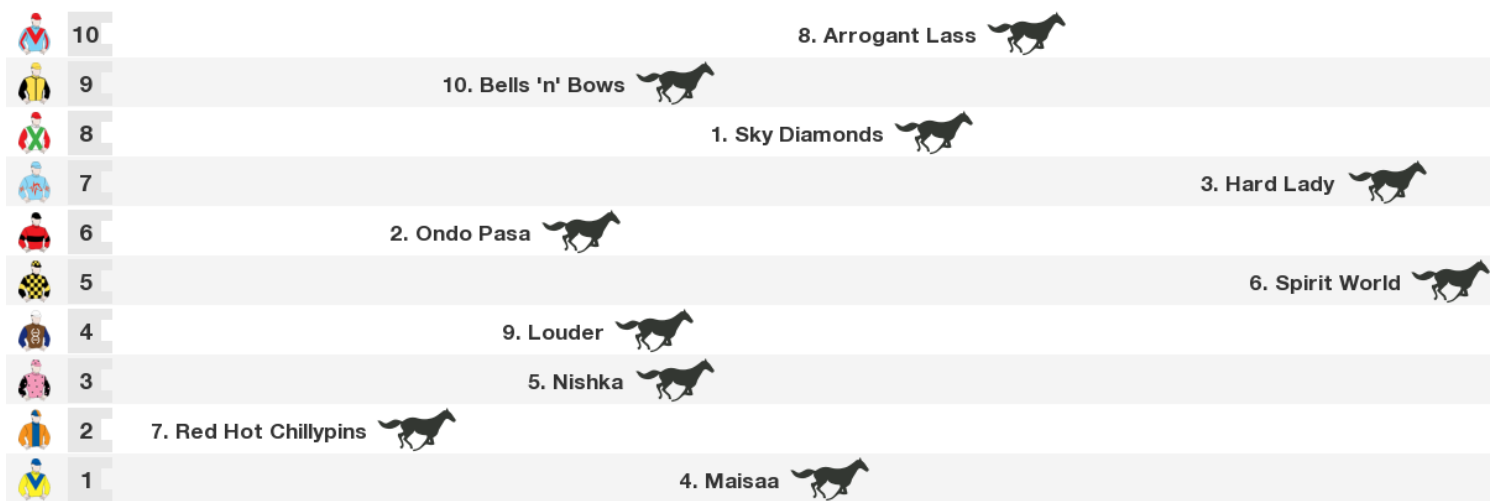 10 8. Arrogant Lass
9 10. Bells 'n' Bows
8 1. Sky Diamonds
7 3. Hard Lady
6 2. Ondo Pasa
5 6. Spirit World
4 9. Louder
3 5. Nishka
2 7. Red Hot Chillypins
1 4. Maisaa